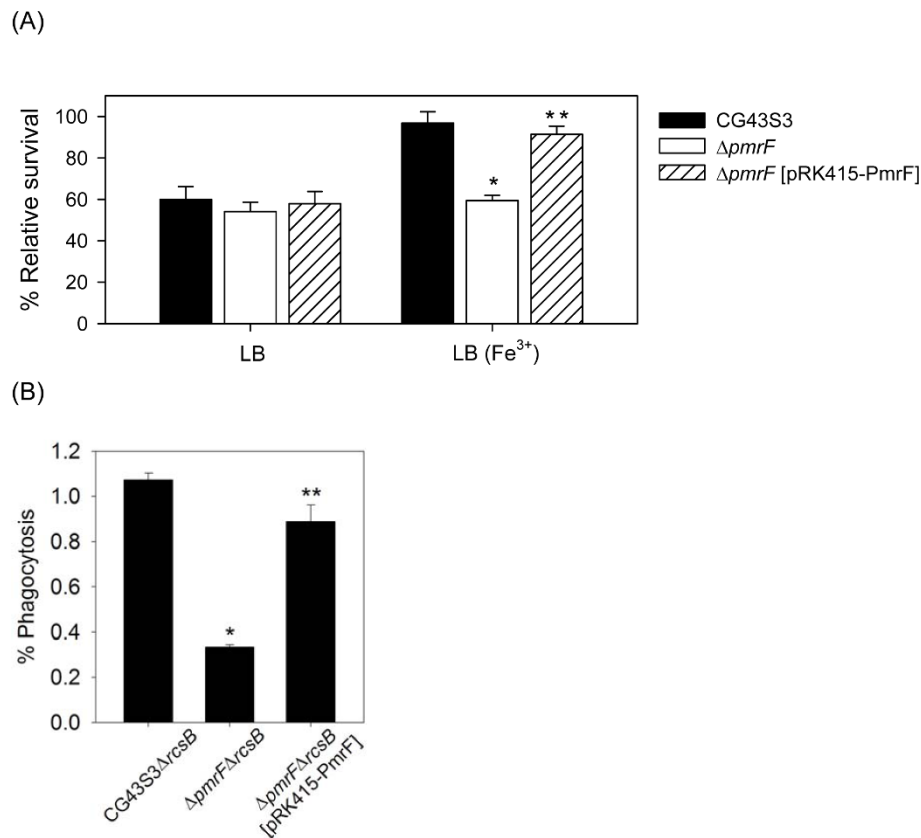 (A)
% Relative survival
100
80
60
40
20
0
*
**
LB
LB (Fe³⁺)
CG43S3
ΔpmrF
ΔpmrF [pRK415-PmrF]
(B)
% Phagocytosis
1.2
1.0
0.8
0.6
0.4
0.2
0.0
*
**
CG43S3ΔrcsB
ΔpmrFΔrcsB
ΔpmrFΔrcsB
[pRK415-PmrF]